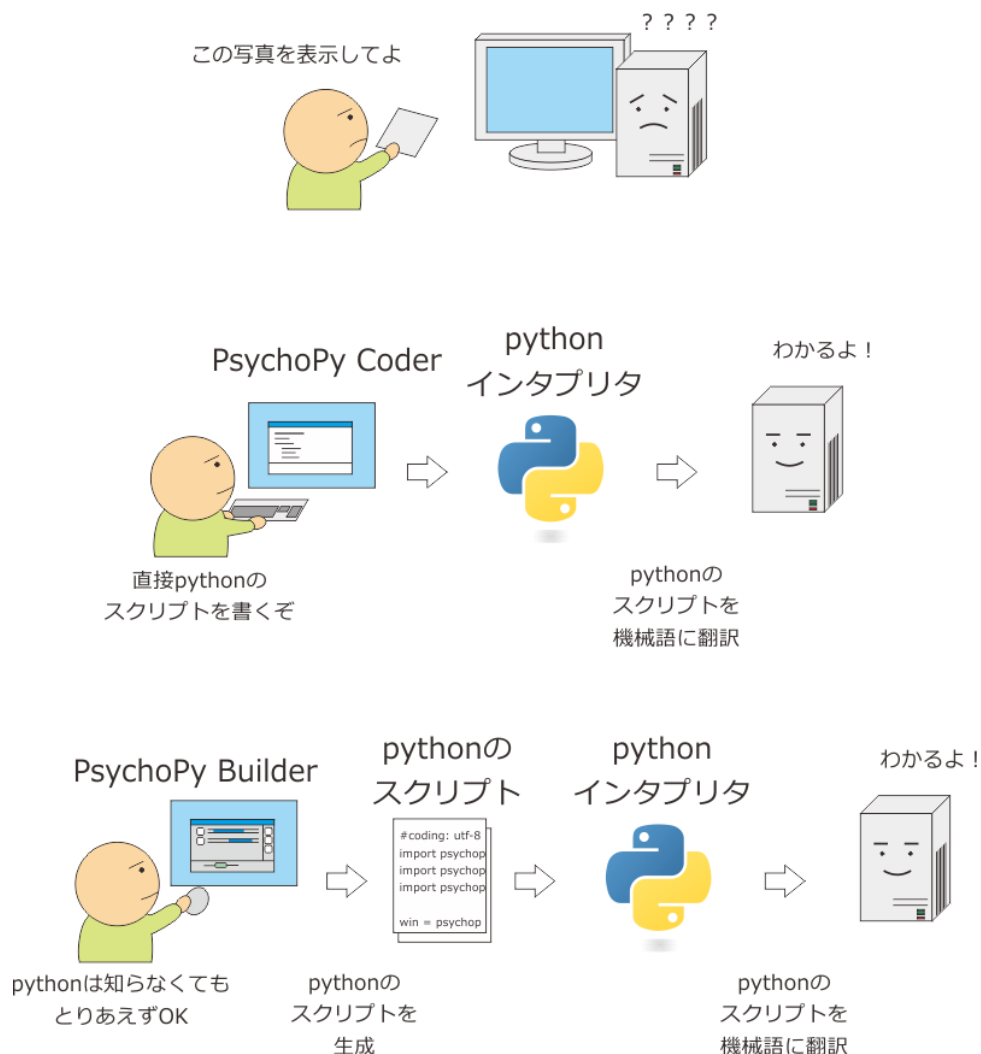 ？？？？
この写真を表示してよ
PsychoPy Coder
python
インタプリタ
わかるよ！
直接pythonの
スクリプトを書くぞ
pythonの
スクリプトを
機械語に翻訳
PsychoPy Builder
pythonの
スクリプト
python
インタプリタ
わかるよ！
#coding: utf-8
import psychop
import psychop
import psychop
win = psychop
pythonは知らなくても
とりあえずOK
pythonの
スクリプトを
生成
pythonの
スクリプトを
機械語に翻訳